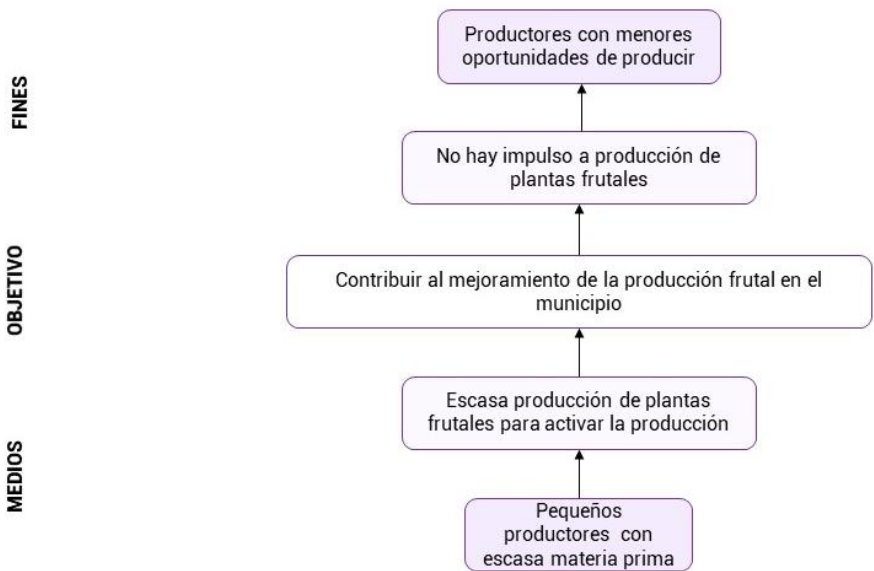 FINES
Productores con menores
oportunidades de producir
No hay impulso a producción de
plantas frutales
OBJETIVO
Contribuir al mejoramiento de la producción frutal en el
municipio
MEDIOS
Escasa producción de plantas
frutales para activar la producción
Pequeños
productores con
escasa materia prima